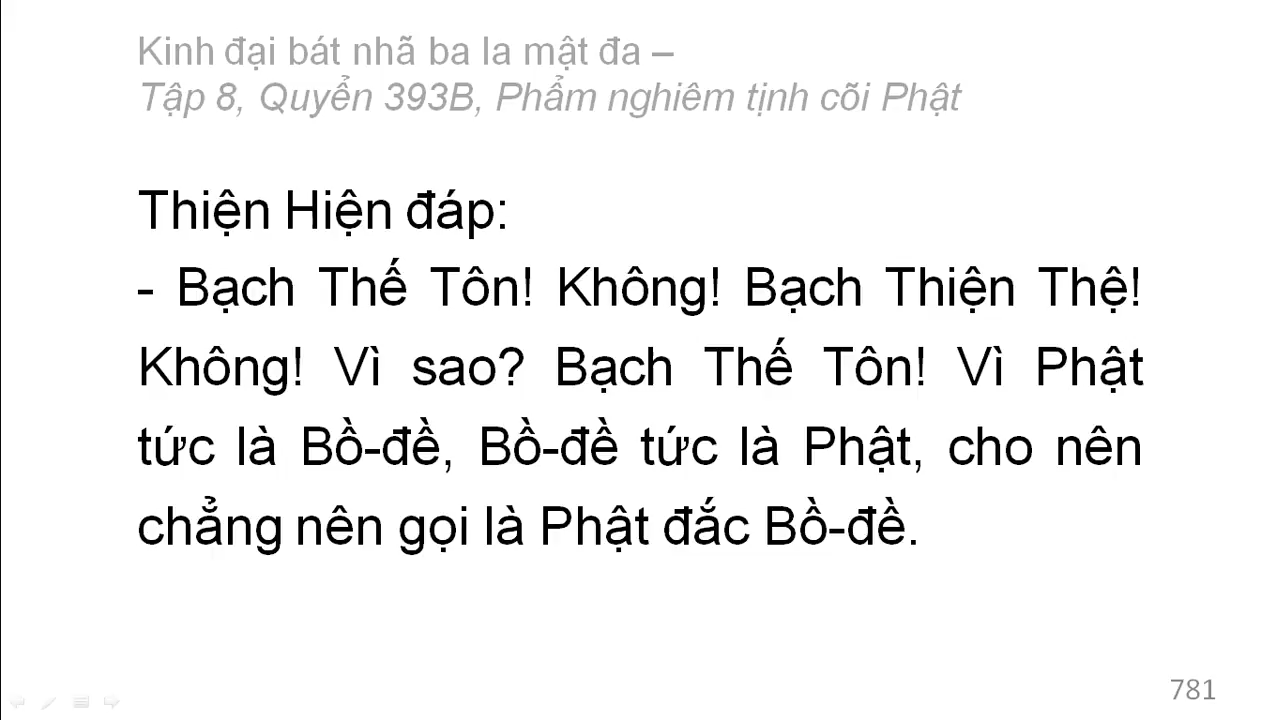 Kinh đại bát nhã ba la mật đa –
Tập 8, Quyển 393B, Phẩm nghiêm tịnh cõi Phật
Thiện Hiện đáp:
- Bạch Thế Tôn! Không! Bạch Thiện Thệ!
Không! Vì sao? Bạch Thế Tôn! Vì Phật
tức là Bồ-đề, Bồ-đề tức là Phật, cho nên
chẳng nên gọi là Phật đắc Bồ-đề.
781